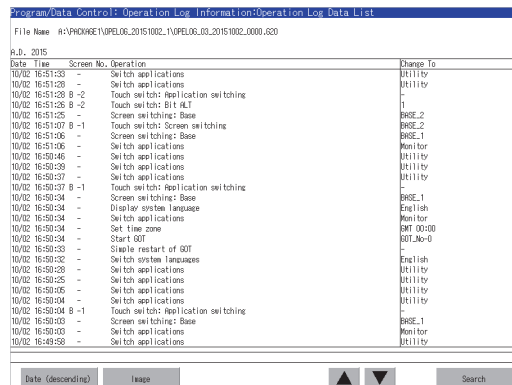 Program/Data Control: Operation Log Information:Operation Log Data List
File Name A:\PACKAGE1\OPEL06_20151002_1\OPEL06_03_20151002_0000.G2O
A.D. 2015
Date Time Screen No. Operation Change To
10/02 16:51:33 - Switch applications Utility
10/02 16:51:28 - Switch applications Utility
10/02 16:51:28 B -2 Touch switch: Application switching -
10/02 16:51:26 B -2 Touch switch: Bit ALT 1
10/02 16:51:25 - Screen switching: Base BASE_2
10/02 16:51:07 B -1 Touch switch: Screen switching BASE_2
10/02 16:51:06 - Screen switching: Base BASE_1
10/02 16:51:06 - Switch applications Monitor
10/02 16:50:46 - Switch applications Utility
10/02 16:50:39 - Switch applications Utility
10/02 16:50:37 - Switch applications Utility
10/02 16:50:37 B -1 Touch switch: Application switching -
10/02 16:50:34 - Screen switching: Base BASE_1
10/02 16:50:34 - Display system language English
10/02 16:50:34 - Switch applications Monitor
10/02 16:50:34 - Set time zone GMT 00:00
10/02 16:50:34 - Start GOT GOT_No-0
10/02 16:50:33 - Simple restart of GOT -
10/02 16:50:32 - Switch system languages English
10/02 16:50:28 - Switch applications Utility
10/02 16:50:25 - Switch applications Utility
10/02 16:50:05 - Switch applications Utility
10/02 16:50:04 - Switch applications Utility
10/02 16:50:04 B -1 Touch switch: Application switching -
10/02 16:50:03 - Screen switching: Base BASE_1
10/02 16:50:03 - Switch applications Monitor
10/02 16:49:58 - Switch applications Utility
Date (descending) Image Search